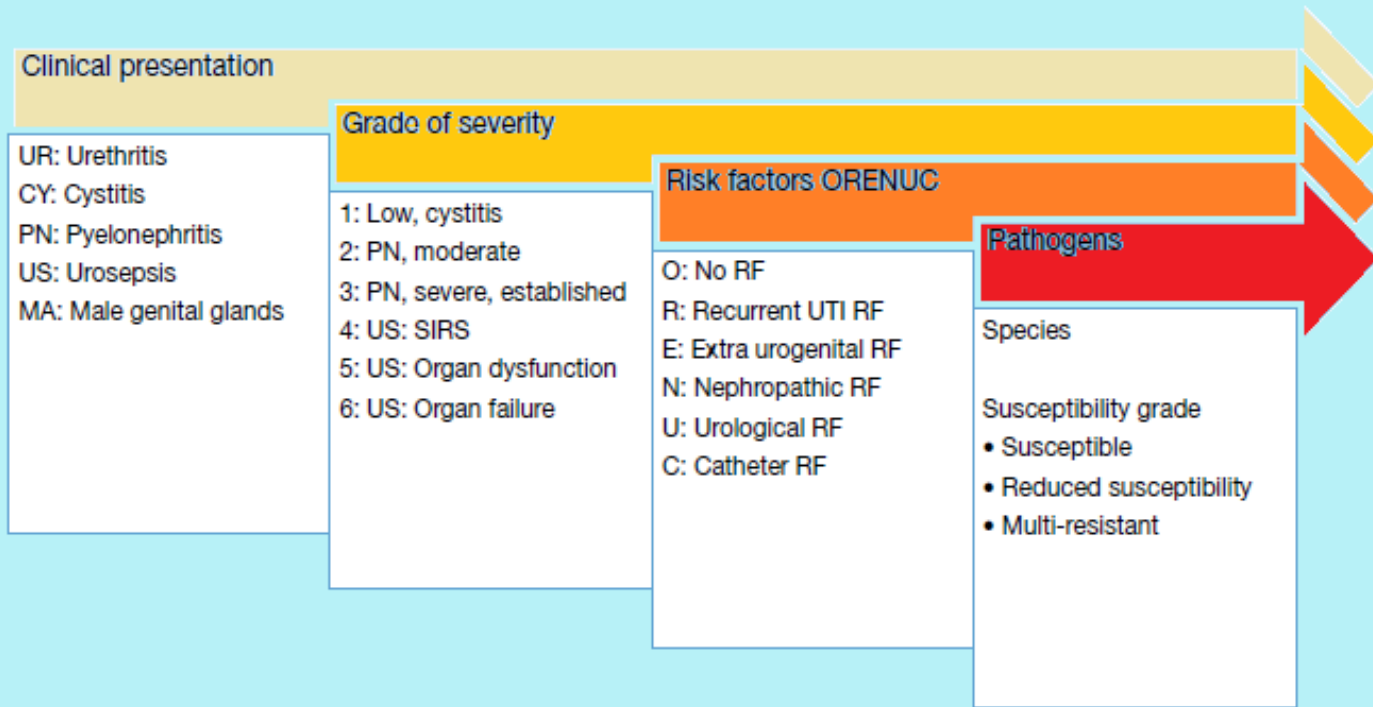 Clinical presentation
UR: Urethritis
CY: Cystitis
PN: Pyelonephritis
US: Urosepsis
MA: Male genital glands
Grade of severity
1: Low, cystitis
2: PN, moderate
3: PN, severe, established
4: US: SIRS
5: US: Organ dysfunction
6: US: Organ failure
Risk factors ORENUC
O: No RF
R: Recurrent UTI RF
E: Extra urogenital RF
N: Nephropathic RF
U: Urological RF
C: Catheter RF
Pathogens
Species
Susceptibility grade
• Susceptible
• Reduced susceptibility
• Multi-resistant